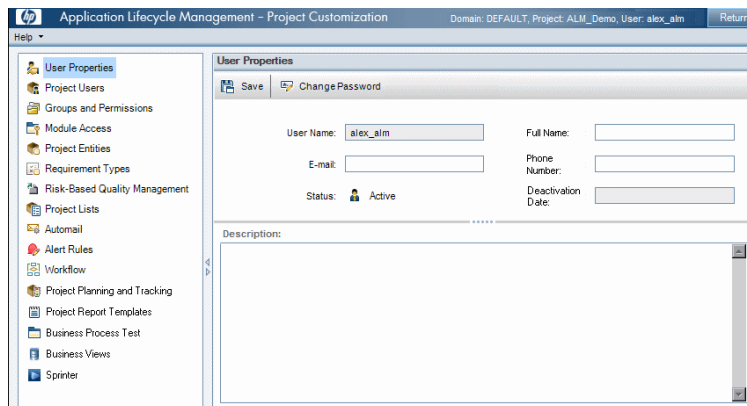 hp Application Lifecycle Management - Project Customization Domain: DEFAULT, Project: ALM_Demo, User: alex_alm Return
Help
User Properties
Project Users
Groups and Permissions
Module Access
Project Entities
Requirement Types
Risk-Based Quality Management
Project Lists
Automail
Alert Rules
Workflow
Project Planning and Tracking
Project Report Templates
Business Process Test
Business Views
Sprinter
User Properties
Save Change Password
User Name: alex_alm Full Name:
E-mail: Phone Number:
Status: Active Deactivation Date:
Description: